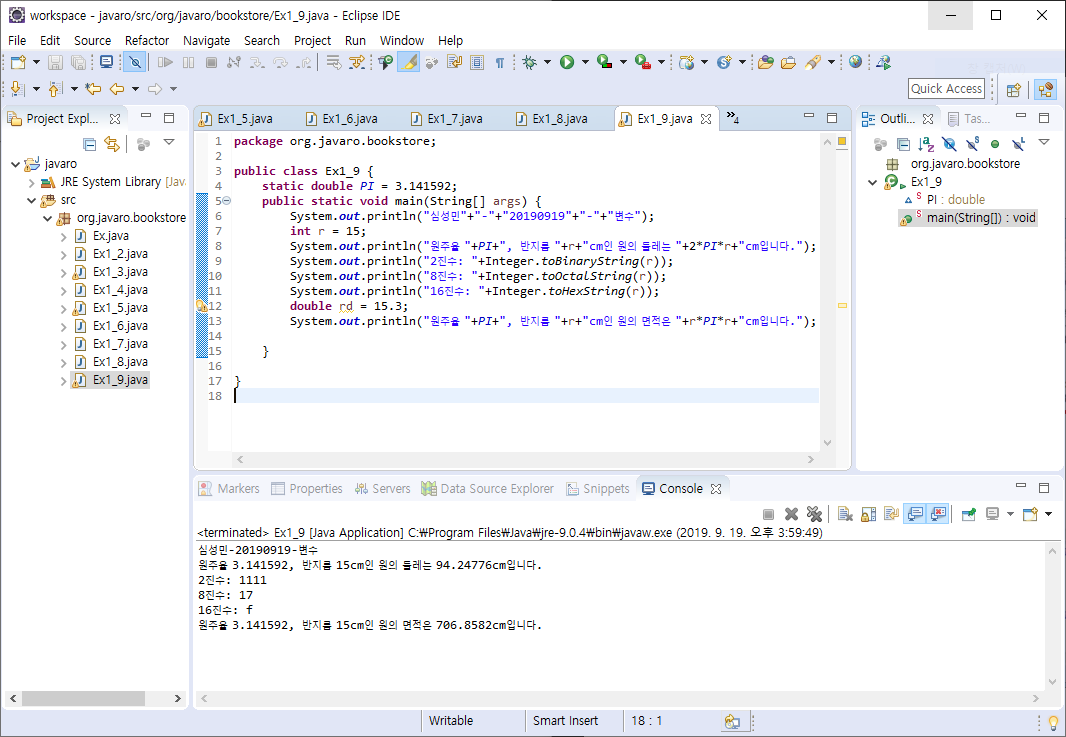 workspace - javaro/src/org/javaro/bookstore/Ex1_9.java - Eclipse IDE
File Edit Source Refactor Navigate Search Project Run Window Help
Quick Access
Project Expl...
javaro
JRE System Library [Java
src
org.javaro.bookstore
Ex.java
Ex1_2.java
Ex1_3.java
Ex1_4.java
Ex1_5.java
Ex1_6.java
Ex1_7.java
Ex1_8.java
Ex1_9.java
Ex1_5.java Ex1_6.java Ex1_7.java Ex1_8.java Ex1_9.java »4
1 package org.javaro.bookstore;
2
3 public class Ex1_9 {
4 static double PI = 3.141592;
5 public static void main(String[] args) {
6 System.out.println("심성민"+"-"+"20190919"+"-"+"변수");
7 int r = 15;
8 System.out.println("원주율 "+PI+", 반지름 "+r+"cm인 원의 둘레는 "+2*PI*r+"cm입니다.");
9 System.out.println("2진수: "+Integer.toBinaryString(r));
10 System.out.println("8진수: "+Integer.toOctalString(r));
11 System.out.println("16진수: "+Integer.toHexString(r));
12 double rd = 15.3;
13 System.out.println("원주율 "+PI+", 반지름 "+r+"cm인 원의 면적은 "+r*PI*r+"cm입니다.");
14
15 }
16
17 }
18
Outli... Tas...
org.javaro.bookstore
Ex1_9
PI : double
main(String[]) : void
Markers Properties Servers Data Source Explorer Snippets Console
<terminated> Ex1_9 [Java Application] C:₩Program Files₩Java₩jre-9.0.4₩bin₩javaw.exe (2019. 9. 19. 오후 3:59:49)
심성민-20190919-변수
원주율 3.141592, 반지름 15cm인 원의 둘레는 94.24776cm입니다.
2진수: 1111
8진수: 17
16진수: f
원주율 3.141592, 반지름 15cm인 원의 면적은 706.8582cm입니다.
Writable Smart Insert 18 : 1